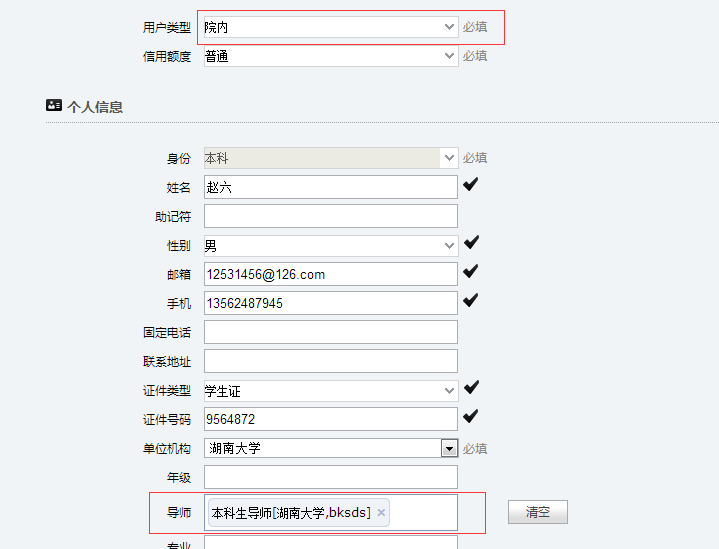 用户类型 院内 必填
信用额度 普通 必填
个人信息
身份 本科 必填
姓名 赵六
助记符
性别 男
邮箱 12531456@126.com
手机 13562487945
固定电话
联系地址
证件类型 学生证
证件号码 9564872
单位机构 湖南大学 必填
年级
导师 本科生导师[湖南大学,bksds] × 清空
专业